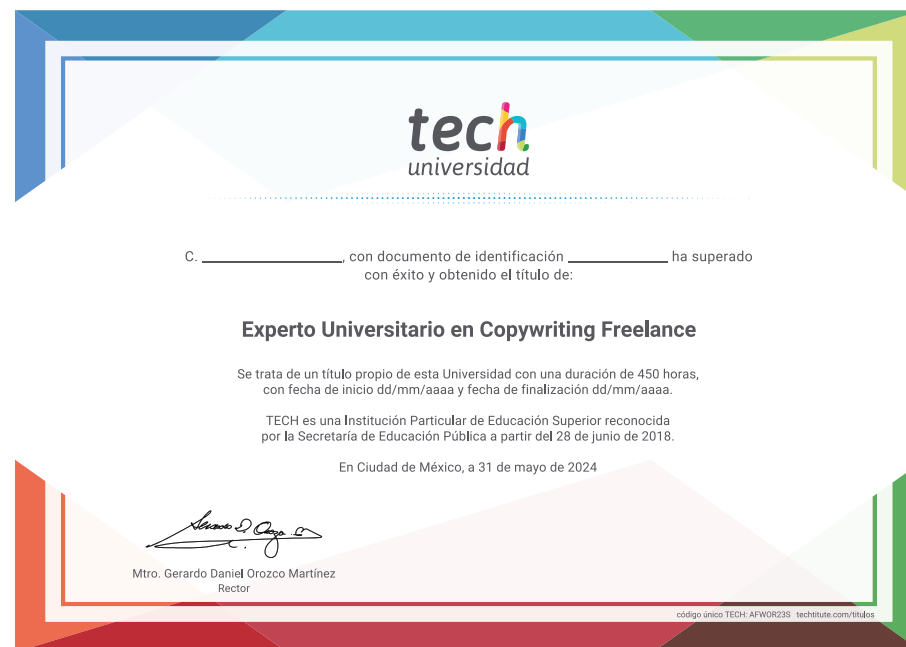 tech
universidad
C. ____________, con documento de identificación ____________ ha superado
con éxito y obtenido el título de:
Experto Universitario en Copywriting Freelance
Se trata de un título propio de esta Universidad con una duración de 450 horas,
con fecha de inicio dd/mm/aaaa y fecha de finalización dd/mm/aaaa.
TECH es una Institución Particular de Educación Superior reconocida
por la Secretaría de Educación Pública a partir del 28 de junio de 2018.
En Ciudad de México, a 31 de mayo de 2024
Mtro. Gerardo Daniel Orozco Martínez
Rector
código único TECH: AFWOR23S techtitute.com/titulos